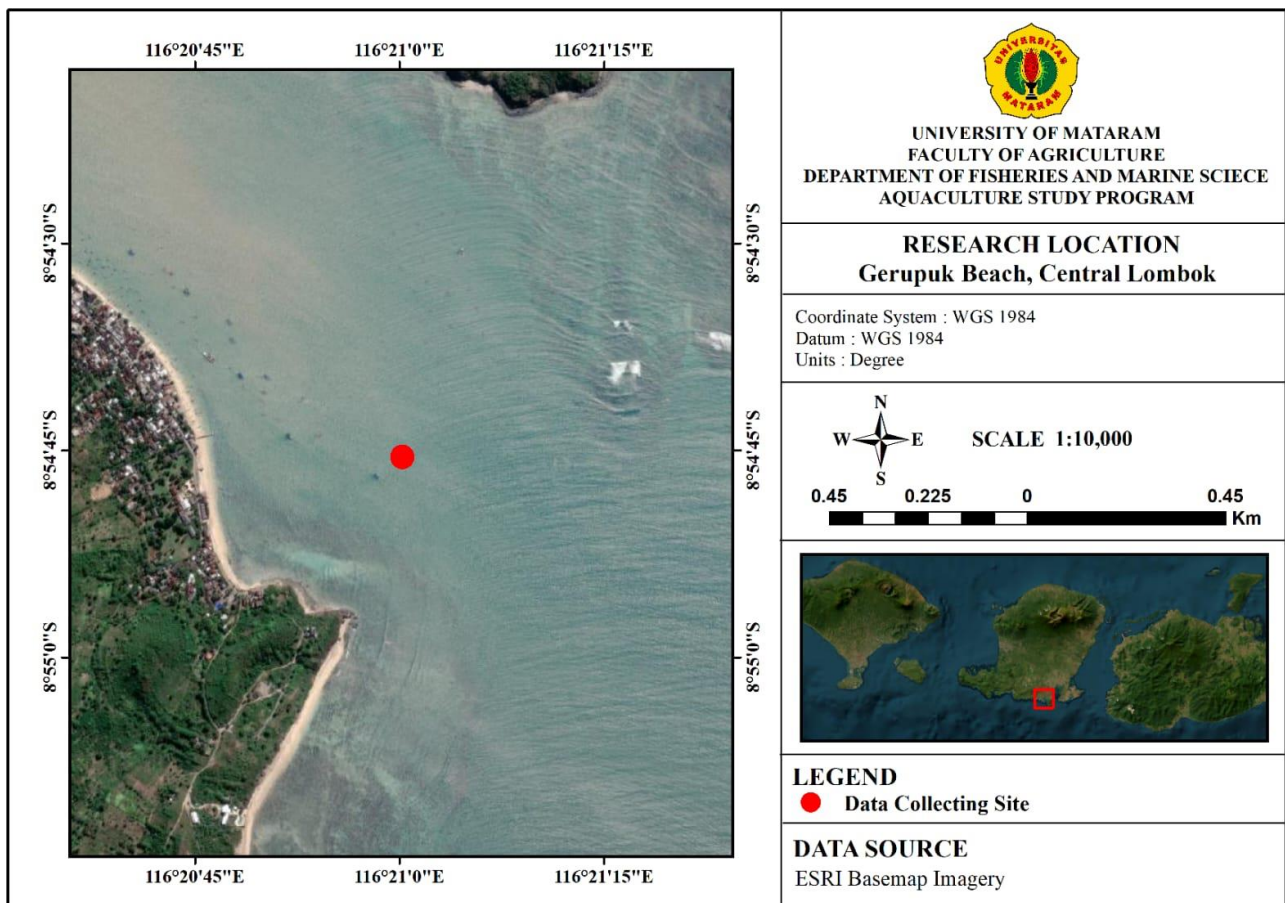 116°20'45"E 116°21'0"E 116°21'15"E
8°54'30"S 8°54'30"S
8°54'45"S 8°54'45"S
8°55'0"S 8°55'0"S
116°20'45"E 116°21'0"E 116°21'15"E
UNIVERSITAS
MATARAM
UNIVERSITY OF MATARAM
FACULTY OF AGRICULTURE
DEPARTMENT OF FISHERIES AND MARINE SCIECE
AQUACULTURE STUDY PROGRAM
RESEARCH LOCATION
Gerupuk Beach, Central Lombok
Coordinate System : WGS 1984
Datum : WGS 1984
Units : Degree
N
W E
S
SCALE 1:10,000
0.45 0.225 0 0.45
Km
LEGEND
Data Collecting Site
DATA SOURCE
ESRI Basemap Imagery